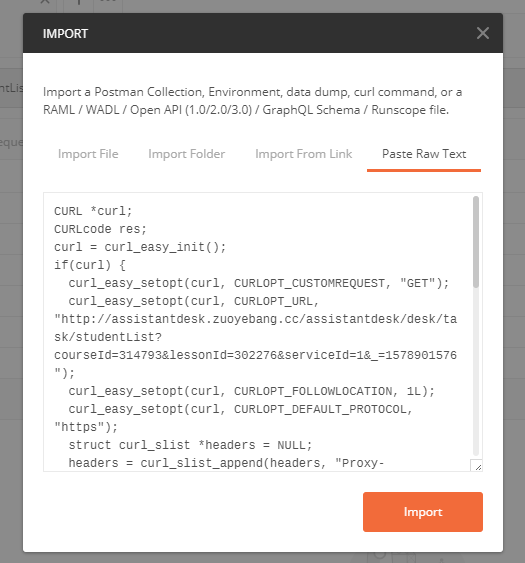 IMPORT
Import a Postman Collection, Environment, data dump, curl command, or a
RAML / WADL / Open API (1.0/2.0/3.0) / GraphQL Schema / Runscope file.
Import File Import Folder Import From Link Paste Raw Text
CURL *curl;
CURLcode res;
curl = curl_easy_init();
if(curl) {
  curl_easy_setopt(curl, CURLOPT_CUSTOMREQUEST, "GET");
  curl_easy_setopt(curl, CURLOPT_URL,
"http://assistantdesk.zuoyebang.cc/assistantdesk/desk/ta
sk/studentList?
courseId=314793&lessonId=302276&serviceId=1&_=1578901576
");
  curl_easy_setopt(curl, CURLOPT_FOLLOWLOCATION, 1L);
  curl_easy_setopt(curl, CURLOPT_DEFAULT_PROTOCOL,
"https");
  struct curl_slist *headers = NULL;
  headers = curl_slist_append(headers, "Proxy-
Import